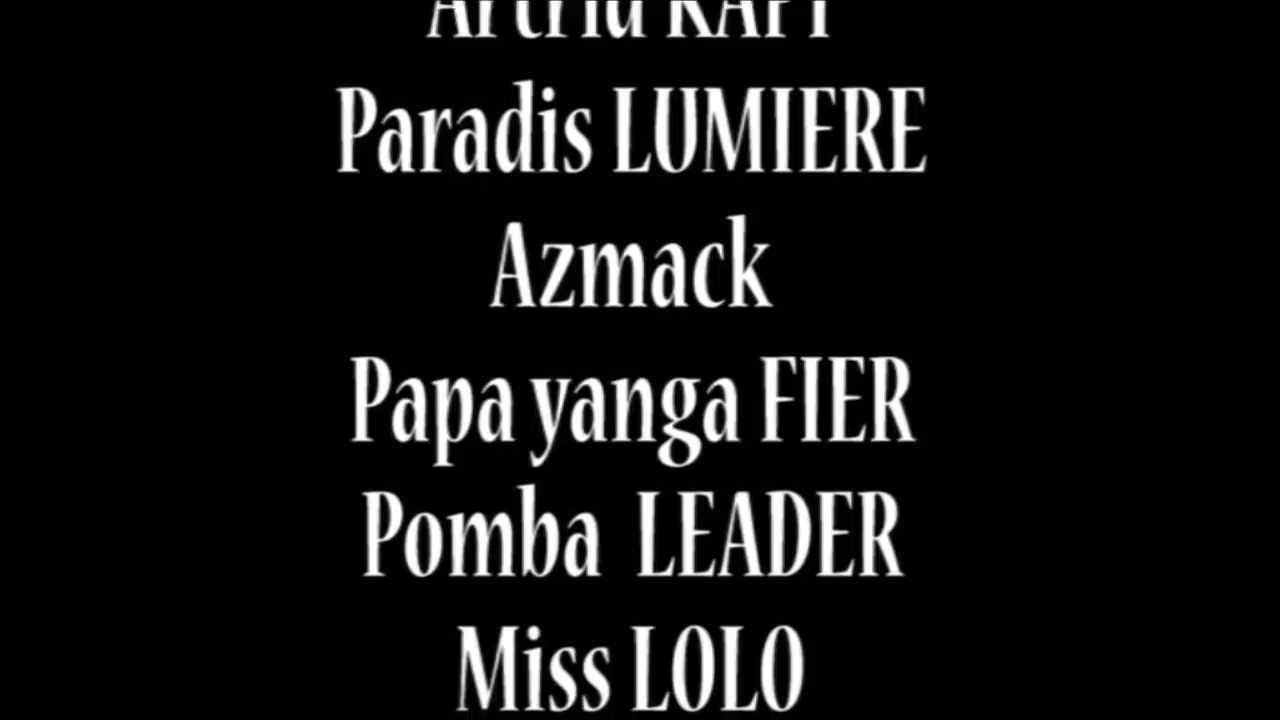 Paradis LUMIERE
Azmack
Papa yanga FIER
Pomba LEADER
Miss LOLO